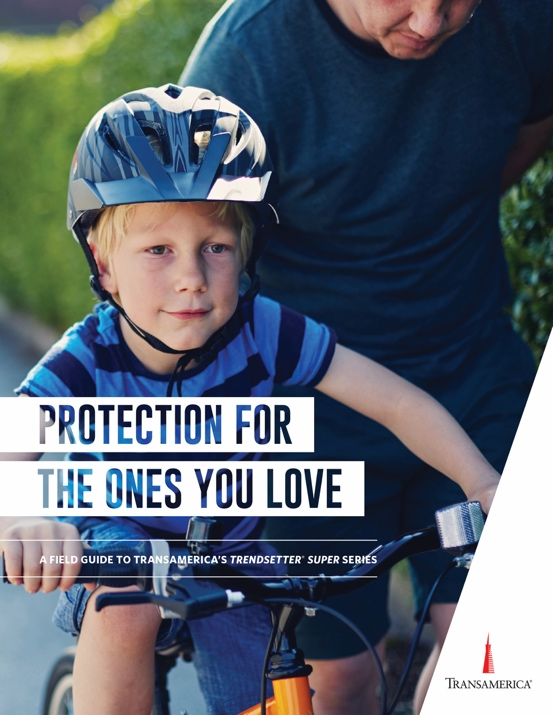 PROTECTION FOR
THE ONES YOU LOVE
A FIELD GUIDE TO TRANSAMERICA'S TRENDSETTER® SUPER SERIES
TRANSAMERICA®